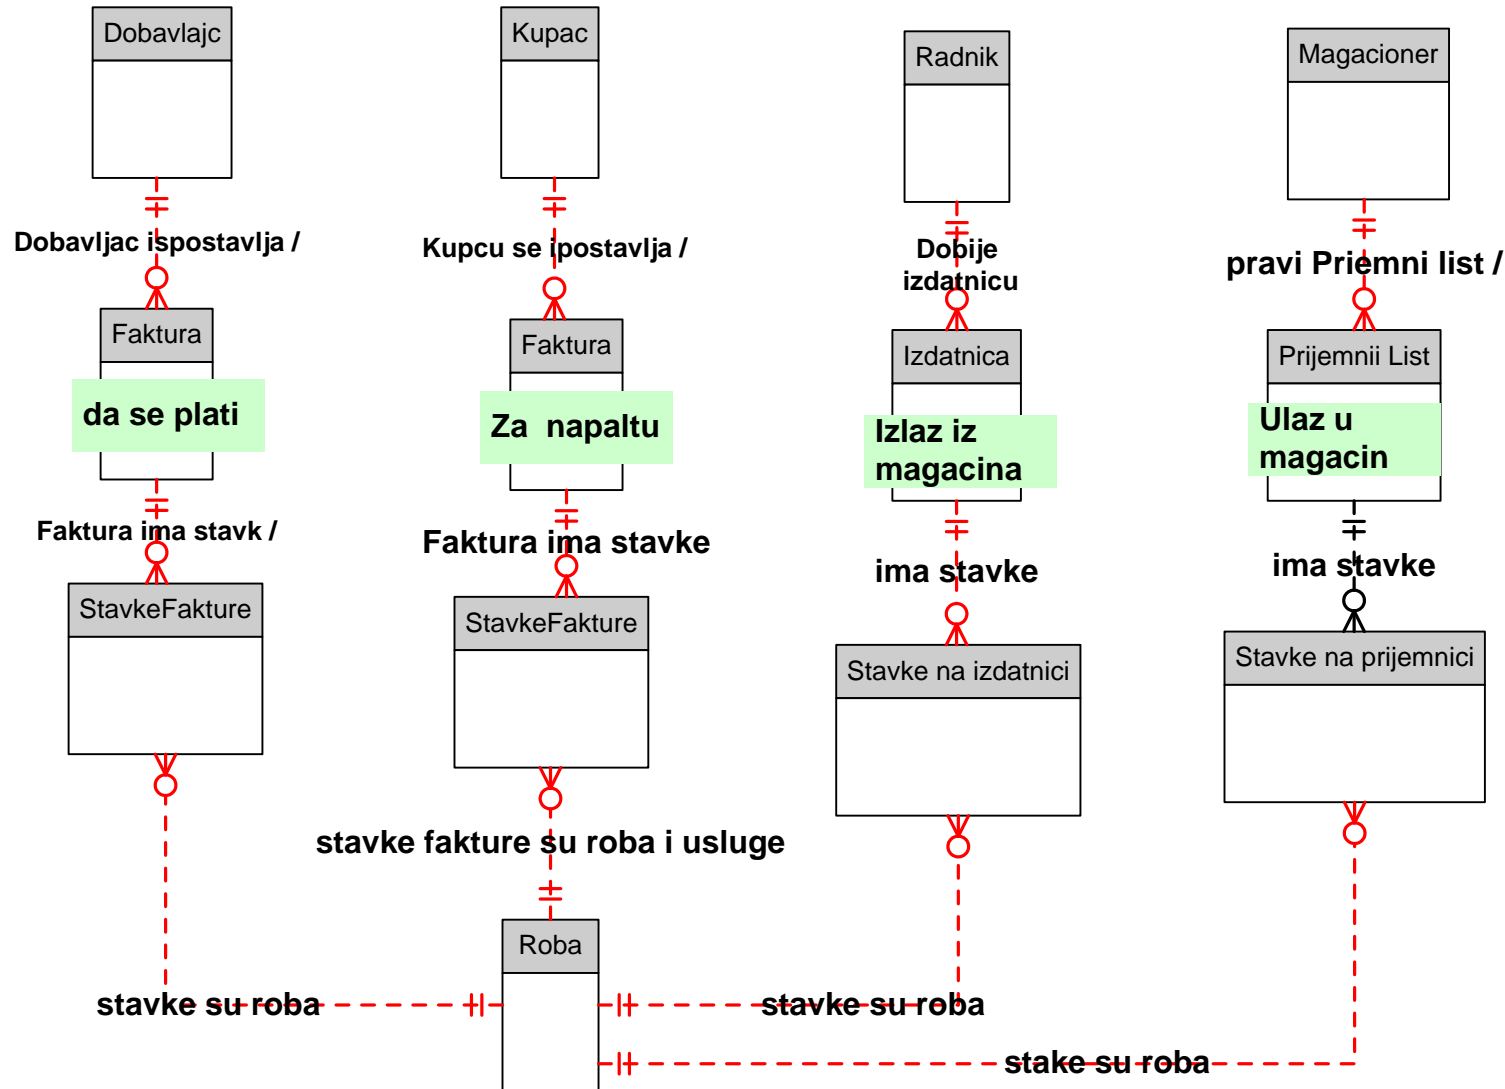 Dobavlajc
Kupac
Radnik
Magacioner
Dobavljac ispostavlja /
Kupcu se ipostavlja /
Dobije
izdatnicu
pravi Priemni list /
Faktura
Faktura
Izdatnica
Prijemnii List
da se plati
Za napaltu
Izlaz iz
magacina
Ulaz u
magacin
Faktura ima stavk /
Faktura ima stavke
ima stavke
ima stavke
StavkeFakture
StavkeFakture
Stavke na izdatnici
Stavke na prijemnici
stavke fakture su roba i usluge
Roba
stavke su roba
stavke su roba
stake su roba